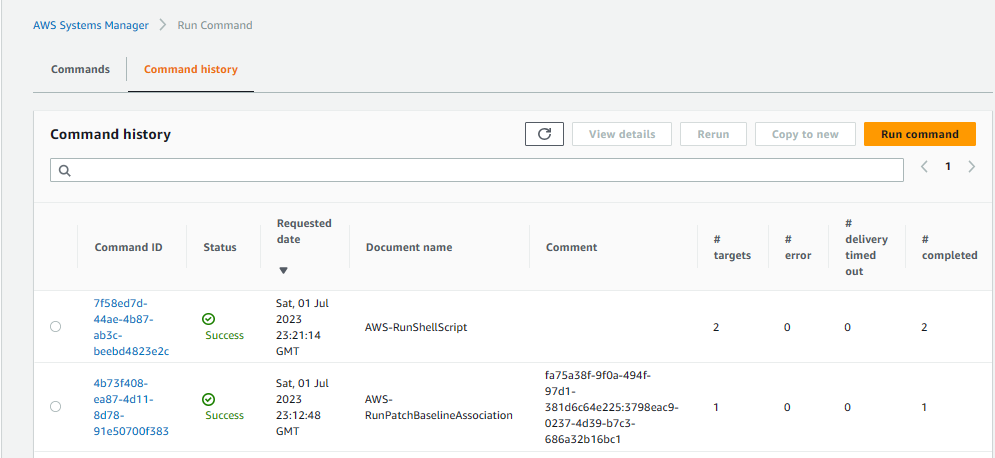 AWS Systems Manager > Run Command
Commands
Command history
Command history
View details
Rerun
Copy to new
Run command
1
Command ID
Status
Requested
date
Document name
Comment
#
targets
#
error
#
delivery
timed
out
#
completed
7f58ed7d-
44ae-4b87-
ab3c-
beebd4823e2c
Success
Sat, 01 Jul
2023
23:21:14
GMT
AWS-RunShellScript
2
0
0
2
4b73f408-
ea87-4d11-
8d78-
91e50700f383
Success
Sat, 01 Jul
2023
23:12:48
GMT
AWS-
RunPatchBaselineAssociation
fa75a38f-9f0a-494f-
97d1-
381d6c64e225:3798eac9-
0237-4d39-b7c3-
686a32b16bc1
1
0
0
1